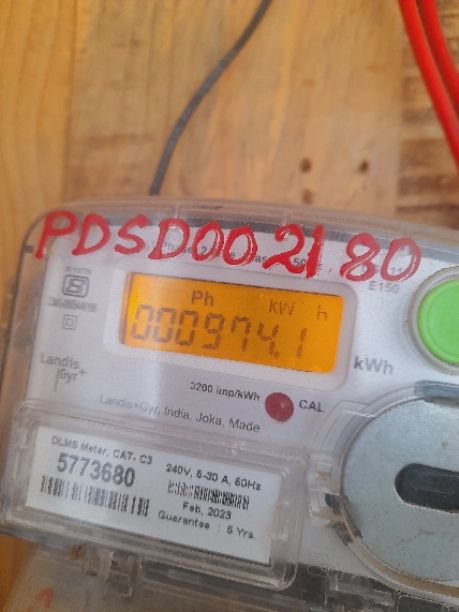 PDSD002180
E150
Ph kW h
000974.1
kWh
Landis
Gyr+
3200 imp/kWh
CAL
Landis+Gyr, India, Joka, Made
DLMS Meter, CAT- C3
5773680
240V, 5-30 A, 50Hz
Feb, 2023
Guarantee : 5 Yrs.